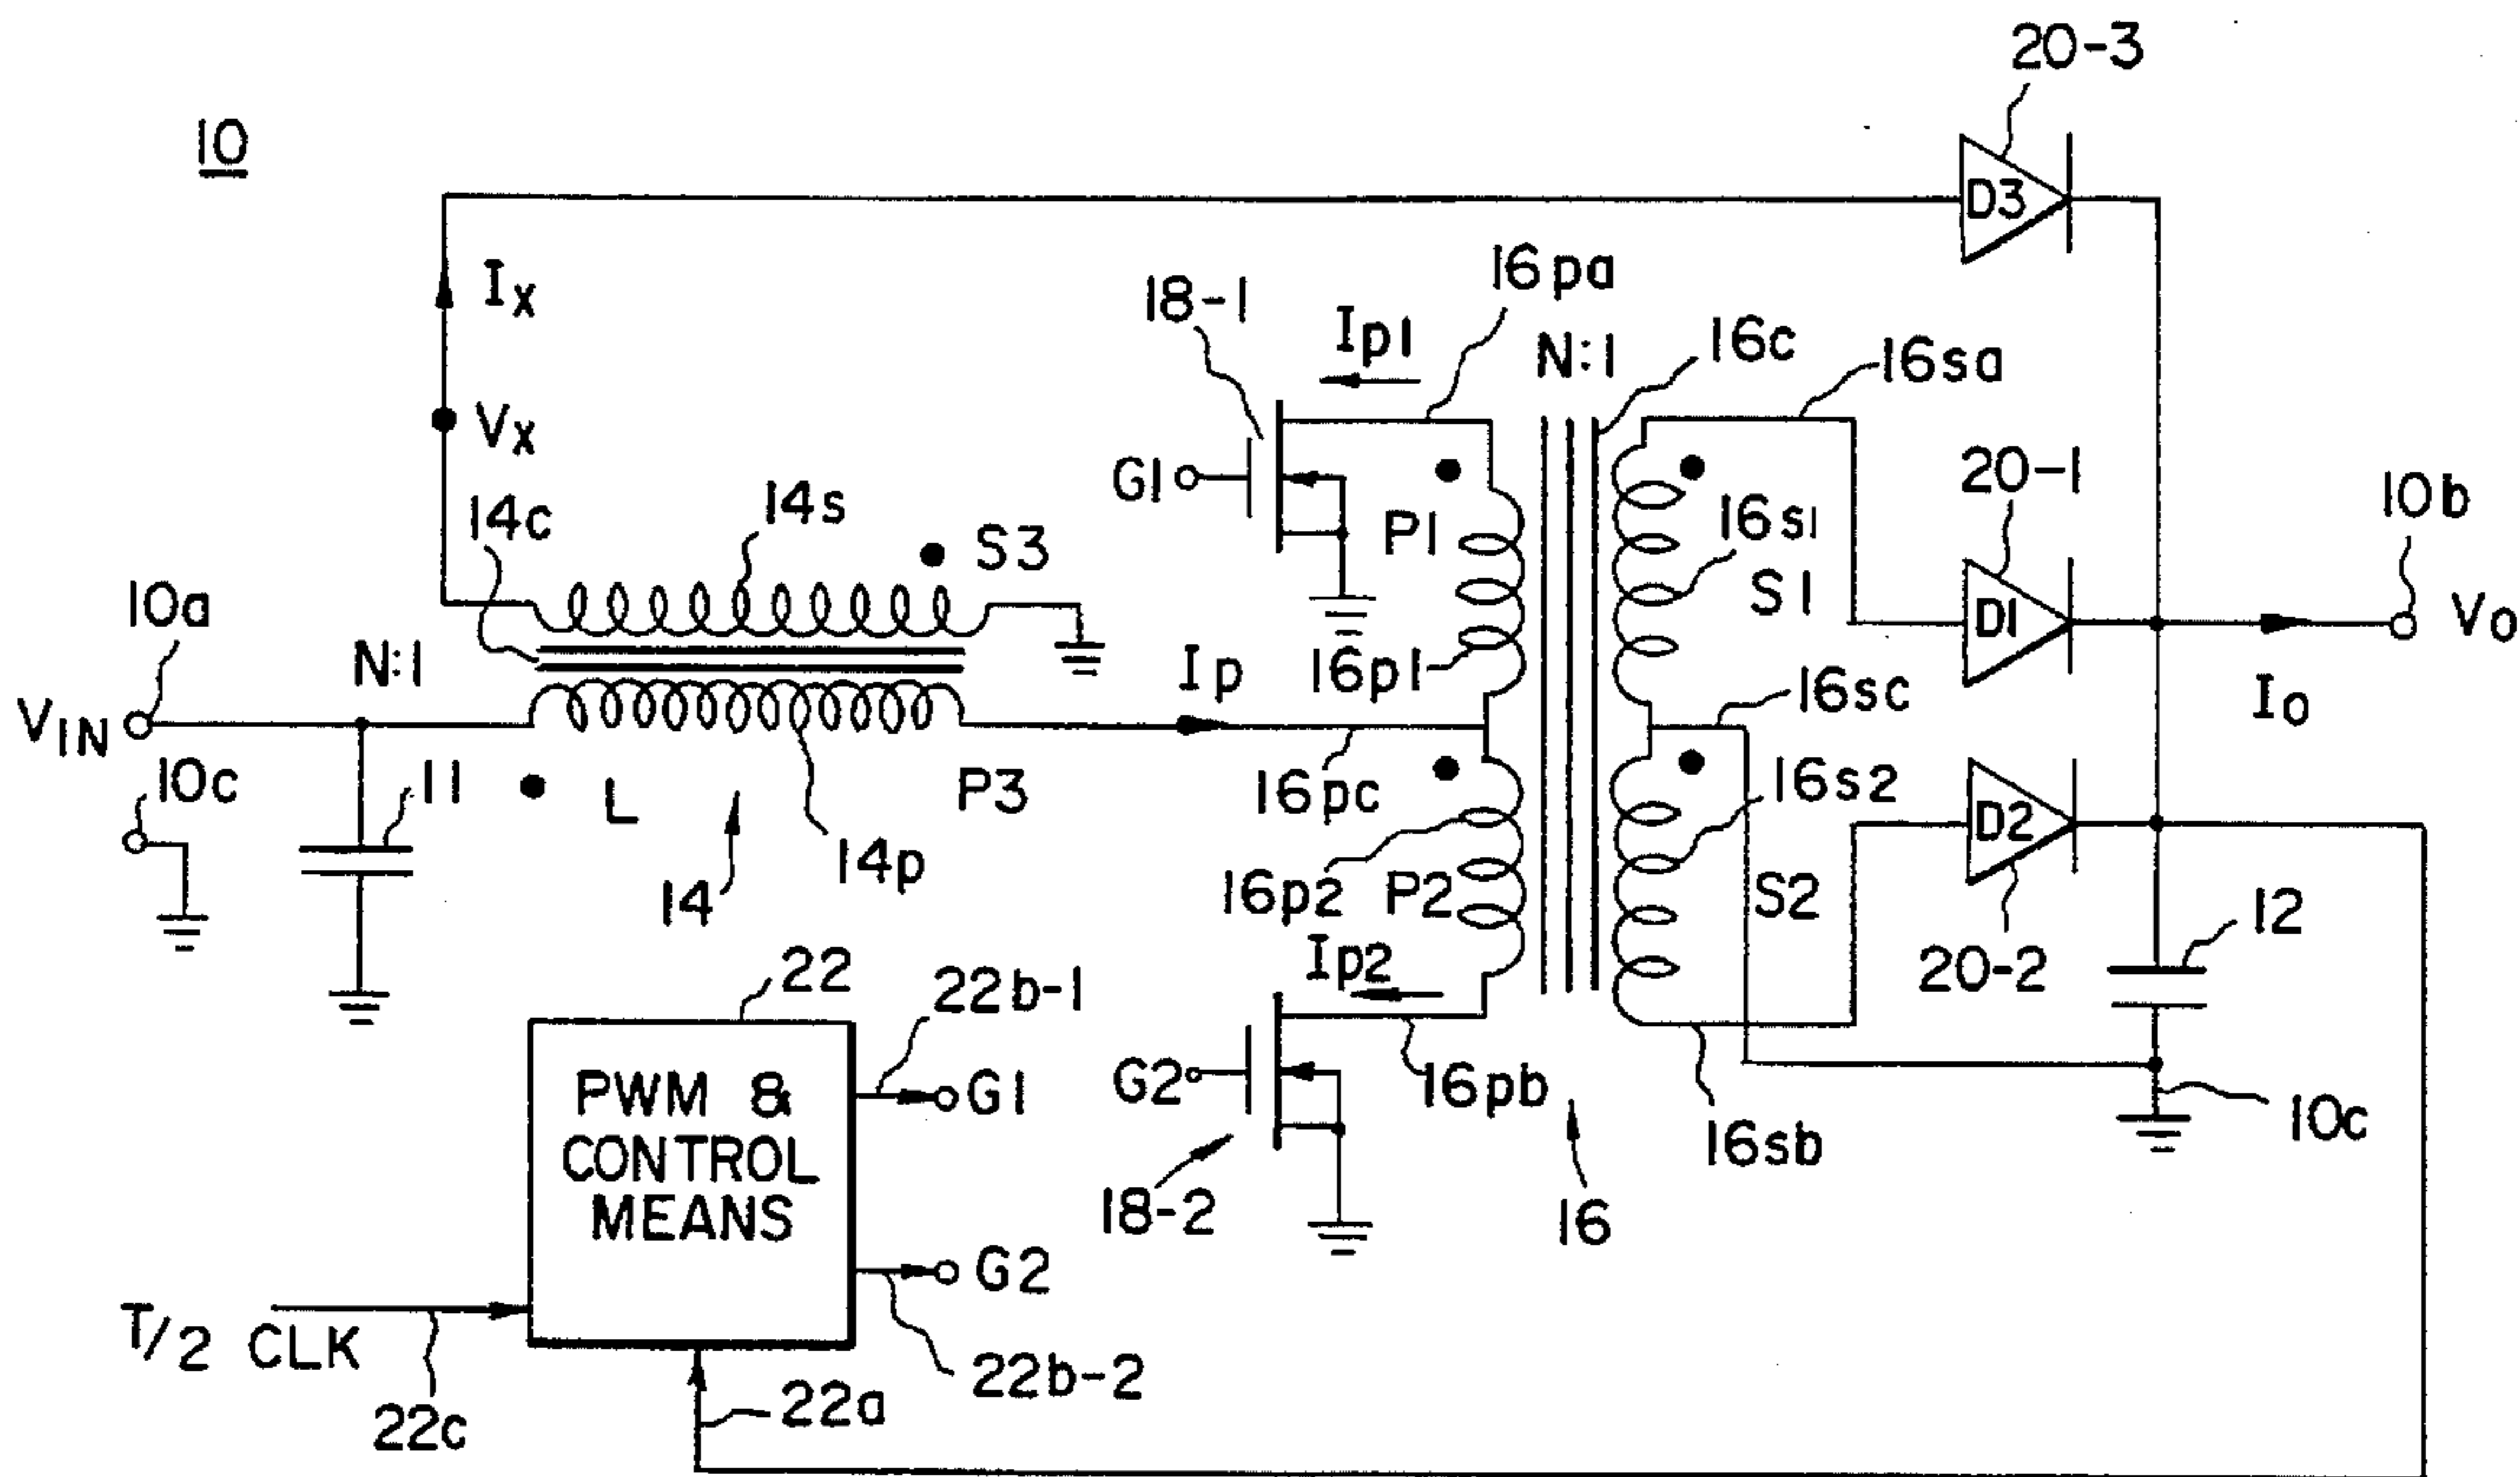 20-3
10
D3
16pa
18-1
Ip1
N:1
16c
16sa
Ix
Vx
20-1
10b
14s
14c
S3
G1
P1
16s1
S1
D1
Vo
10a
N:1
Ip
16p1
16sc
Io
VIN
10c
11
L
P3
16pc
16s2
D2
14
14p
16p2
P2
S2
12
Ip2
20-2
22
22b-1
PWM &
CONTROL
MEANS
G1
G2
16pb
16sb
10c
18-2
16
G2
T/2 CLK
22b-2
22a
22c